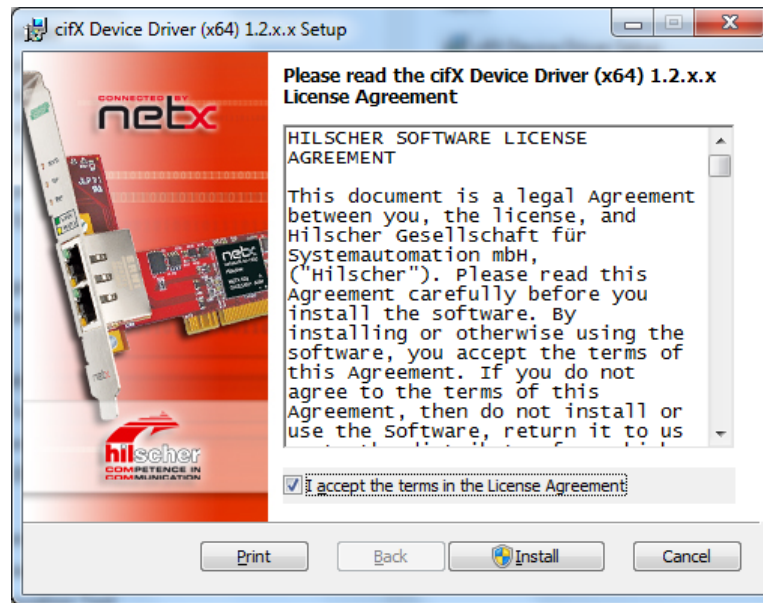 cifX Device Driver (x64) 1.2.x.x Setup
CONNECTED BY
netx
hilscher
COMPETENCE IN
COMMUNICATION
Please read the cifX Device Driver (x64) 1.2.x.x
License Agreement
HILSCHER SOFTWARE LICENSE
AGREEMENT
This document is a legal Agreement
between you, the license, and
Hilscher Gesellschaft für
Systemautomation mbH,
("Hilscher"). Please read this
Agreement carefully before you
install the software. By
installing or otherwise using the
software, you accept the terms of
this Agreement. If you do not
agree to the terms of this
Agreement, then do not install or
use the Software, return it to us
I accept the terms in the License Agreement
Print
Back
Install
Cancel